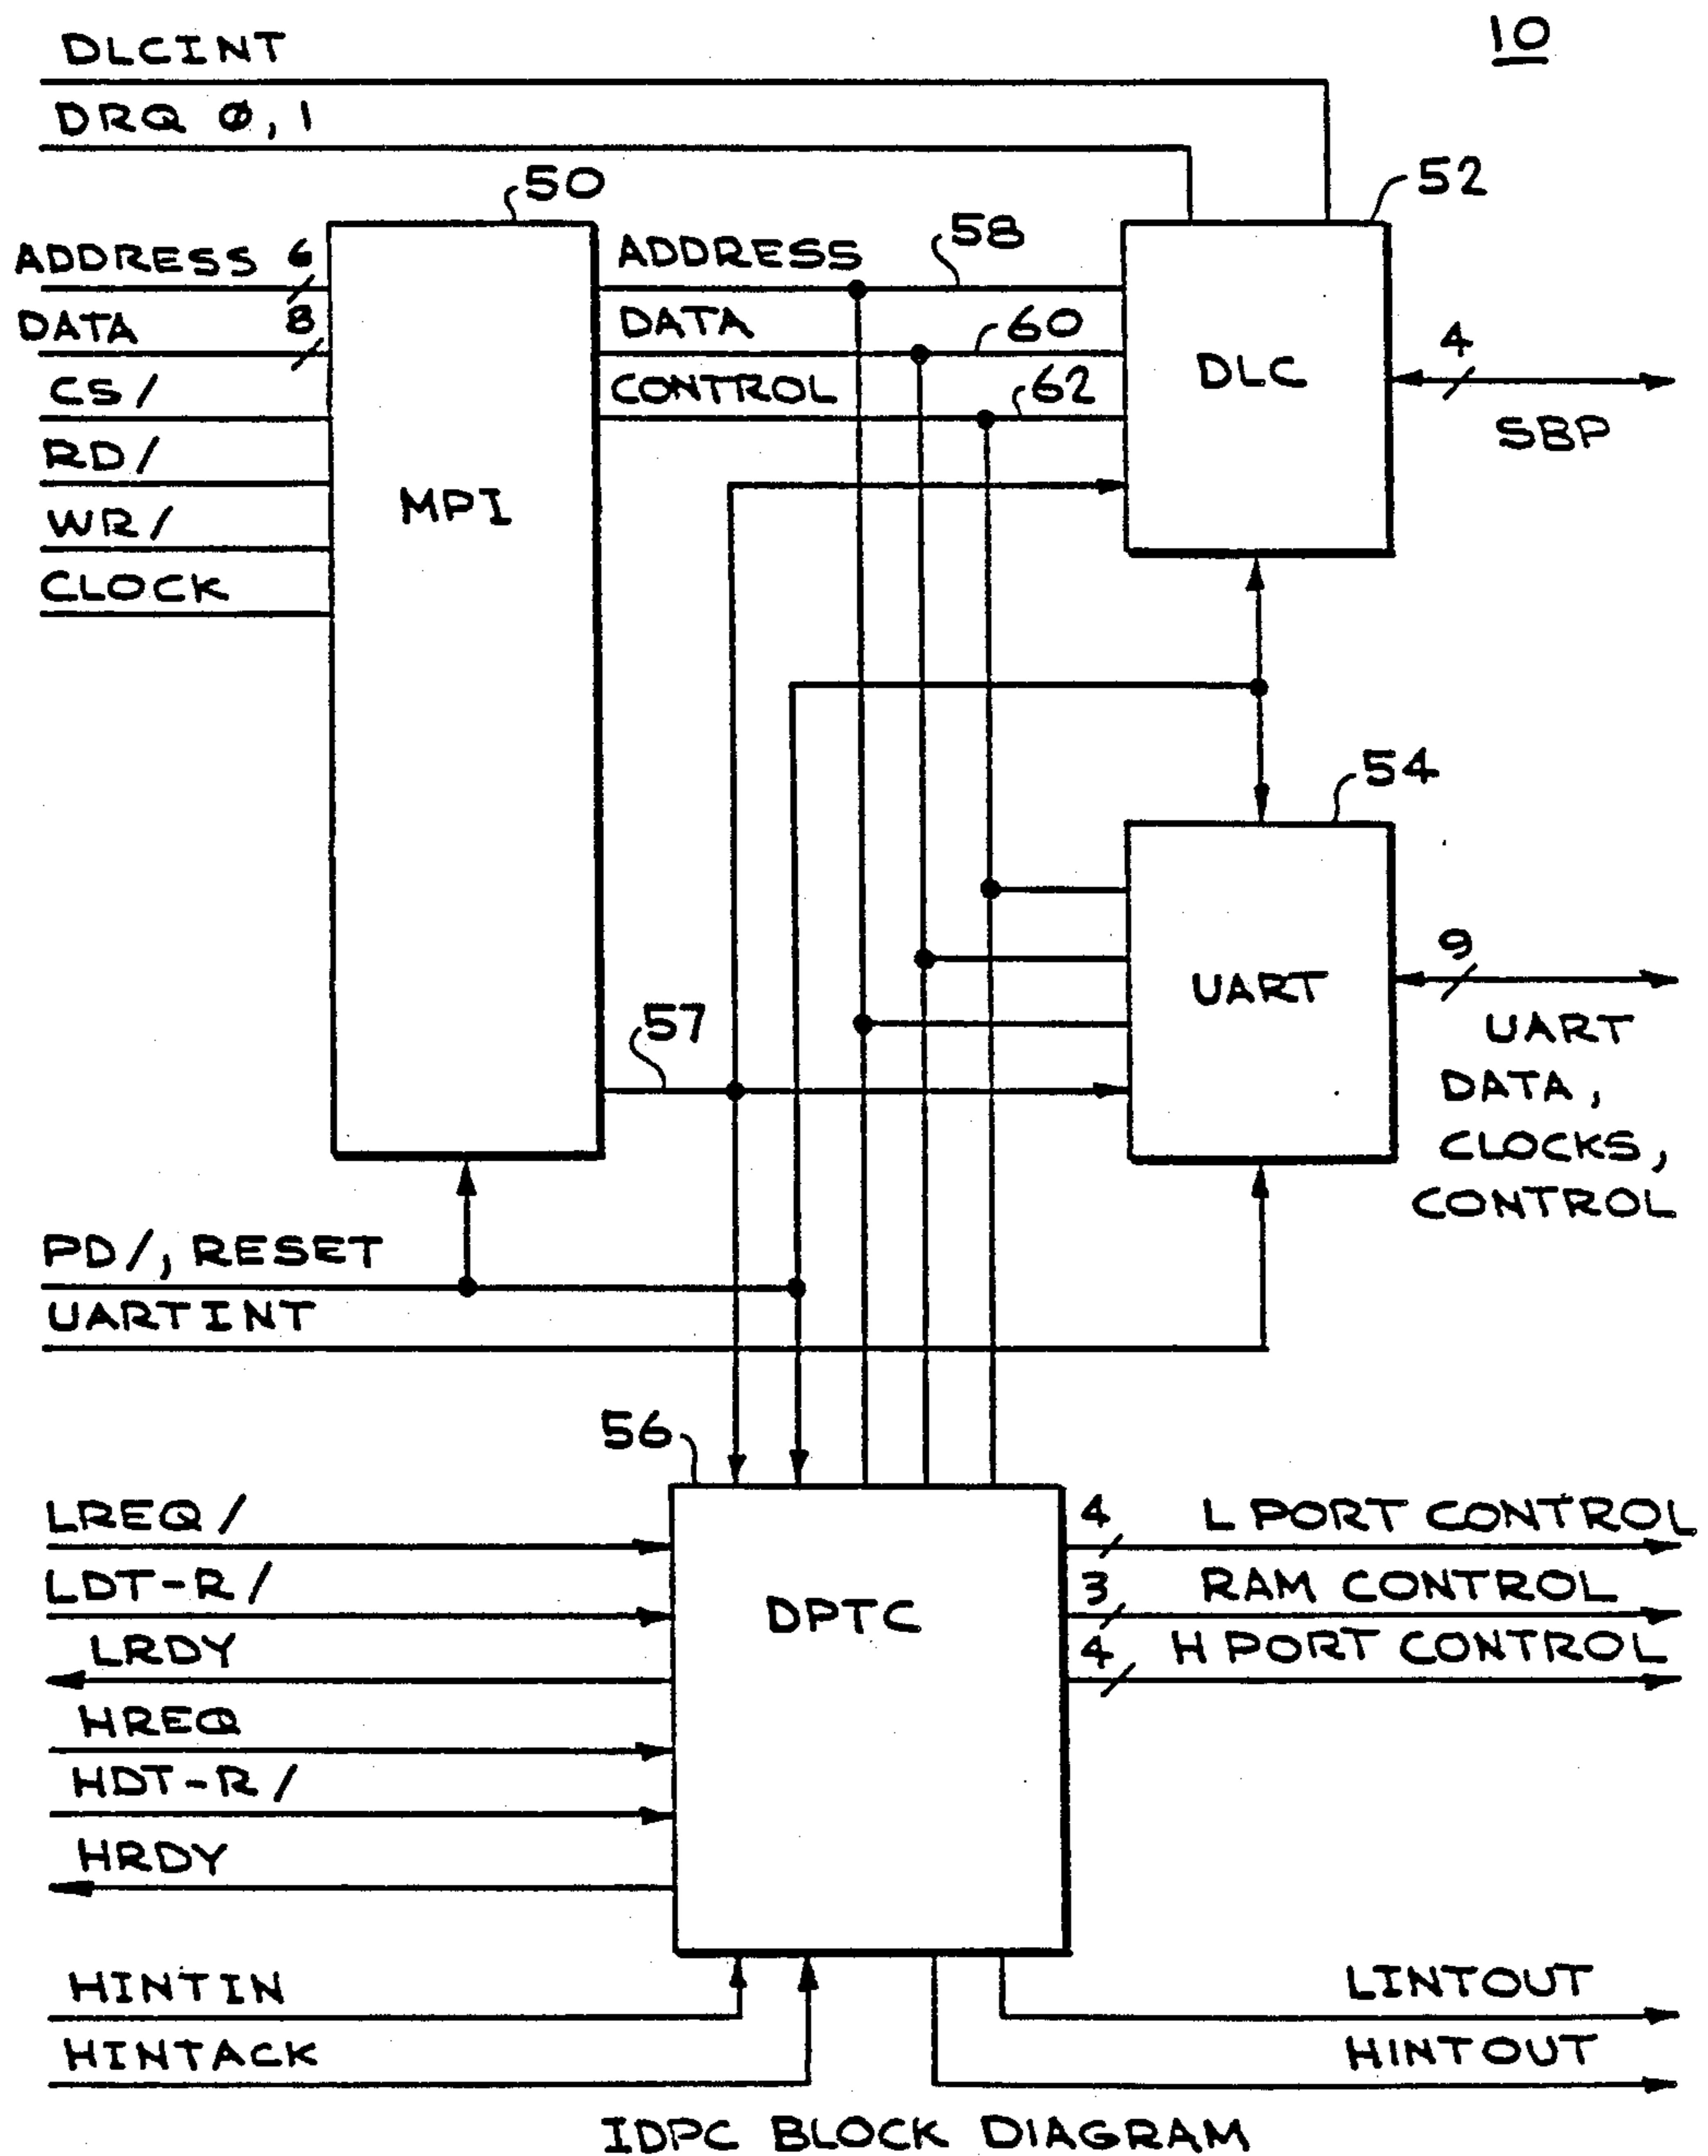 10
DLCINT
DRQ 0, 1
50
52
ADDRESS 6
ADDRESS
58
DATA 8
DATA
60
CS/
CONTROL
62
DLC
4
SBP
RD/
MPI
WR/
CLOCK
54
UART
9
UART
DATA,
CLOCKS,
CONTROL
57
PD/, RESET
UARTINT
56
LREQ/
4 L PORT CONTROL
LDT-R/
DPTC
3 RAM CONTROL
LRDY
4 H PORT CONTROL
HREQ
HDT-R/
HRDY
HINTIN
LINTOUT
HINTACK
HINTOUT
IDPC BLOCK DIAGRAM